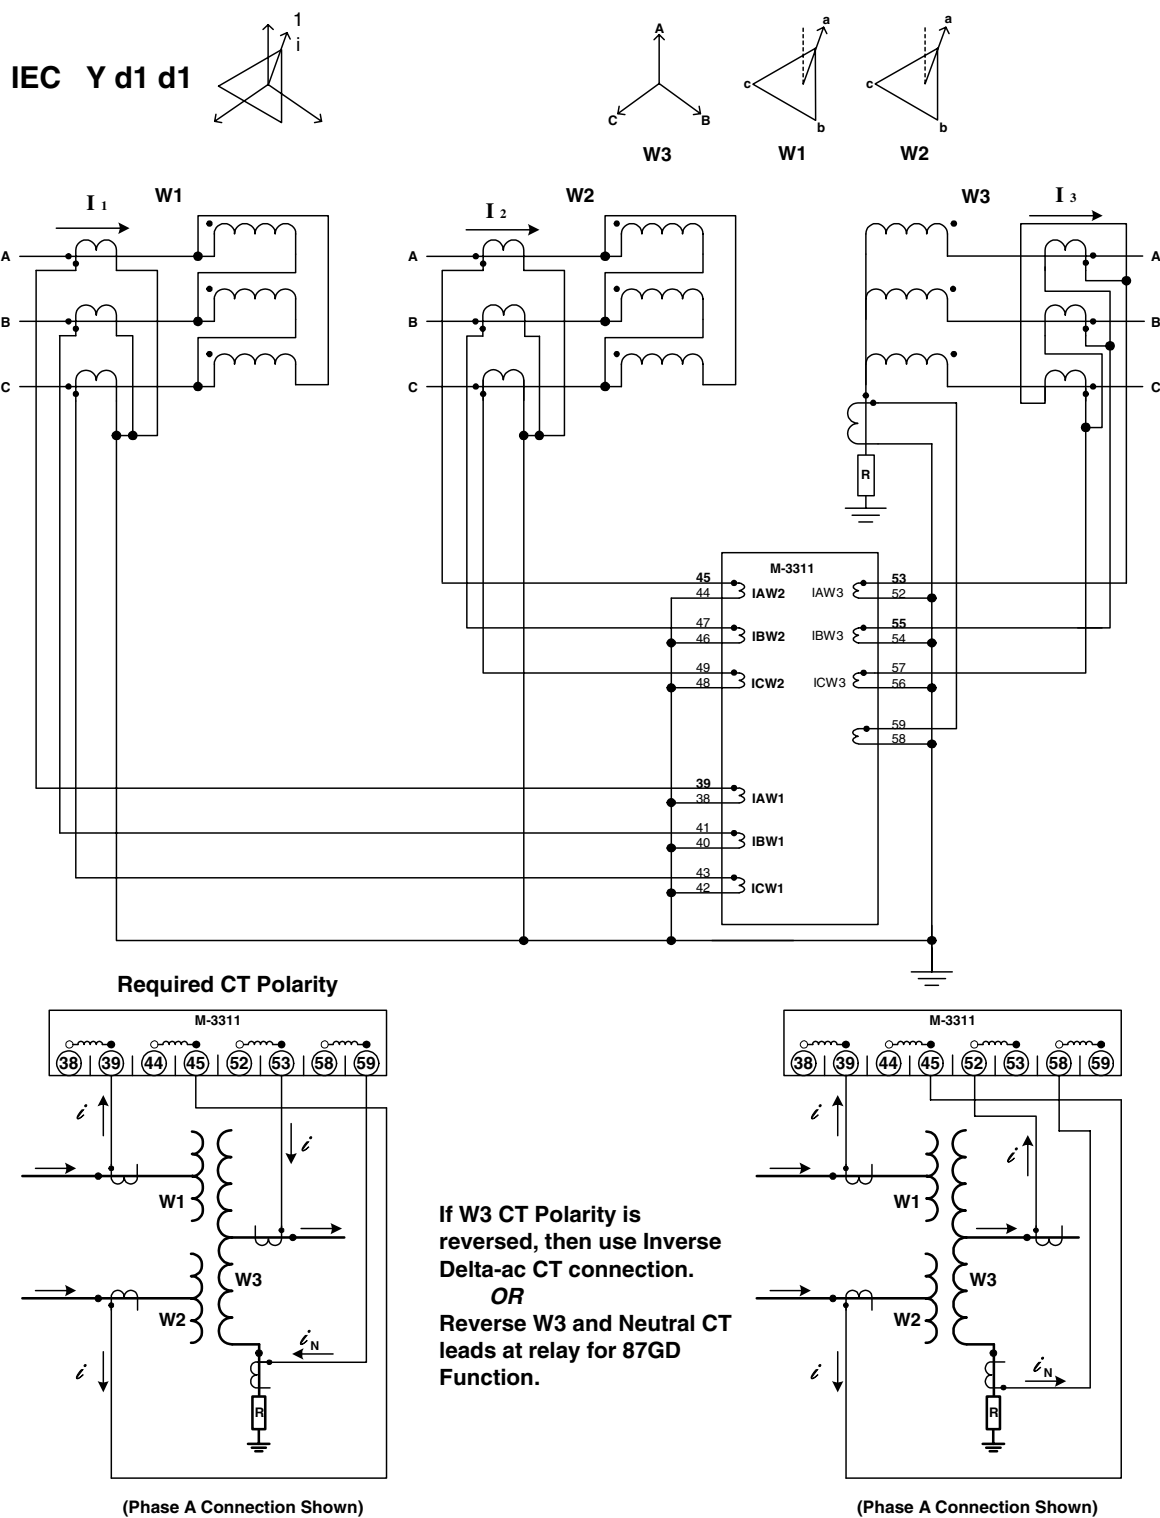 1
i
IEC Y d1 d1
A
C
B
W3
a
c
b
W1
a
c
b
W2
I 1
W1
I 2
W2
W3
I 3
A
B
C
A
B
C
A
B
C
R
M-3311
45
44
IAW2
47
46
IBW2
49
48
ICW2
IAW3
53
52
IBW3
55
54
ICW3
57
56
59
58
39
38
IAW1
41
40
IBW1
43
42
ICW1
Required CT Polarity
M-3311
38 39 44 45 52 53 58 59
i
i
W1
W3
W2
i
iN
R
(Phase A Connection Shown)
If W3 CT Polarity is
reversed, then use Inverse
Delta-ac CT connection.
OR
Reverse W3 and Neutral CT
leads at relay for 87GD
Function.
M-3311
38 39 44 45 52 53 58 59
i
i
W1
W3
W2
i
iN
R
(Phase A Connection Shown)